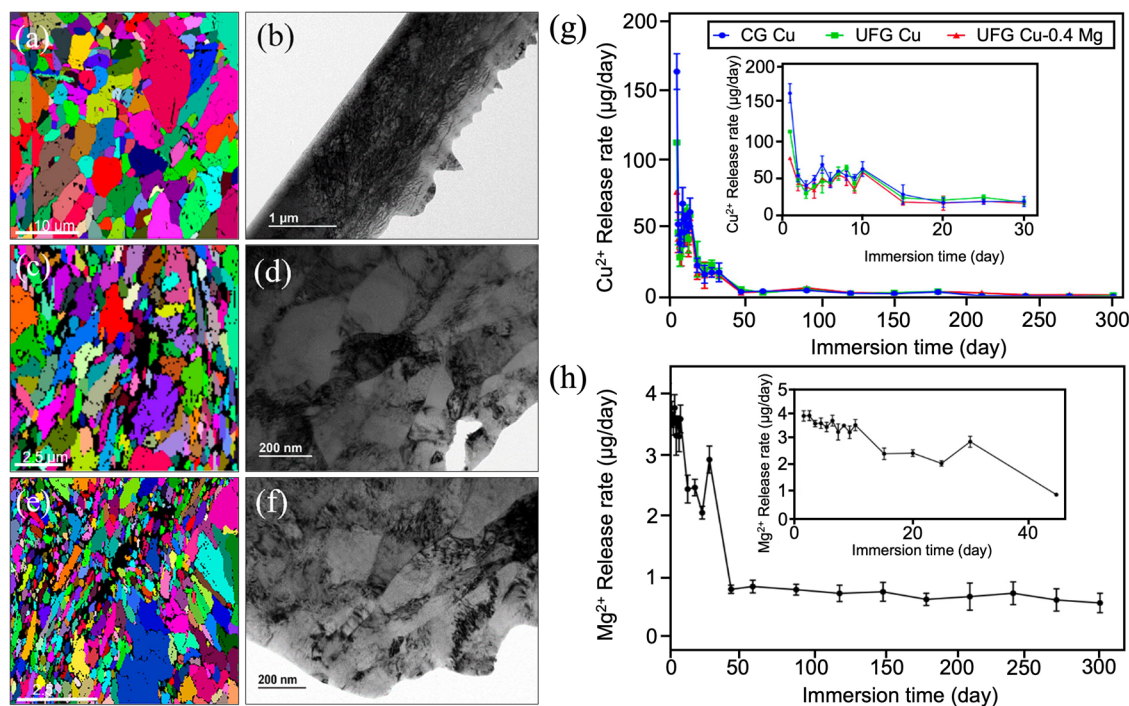 (a)
10 µm
(b)
1 µm
(c)
2.5 µm
(d)
200 nm
(e)
(f)
200 nm
(g)
CG Cu UFG Cu UFG Cu-0.4 Mg
Cu²⁺ Release rate (µg/day)
200
150
100
50
0
0 50 100 150 200 250 300
Immersion time (day)
Cu²⁺ Release rate (µg/day)
200
150
100
50
0
0 10 20 30
Immersion time (day)
(h)
Mg²⁺ Release rate (µg/day)
4
3
2
1
0
0 50 100 150 200 250 300
Immersion time (day)
Mg²⁺ Release rate (µg/day)
5
4
3
2
1
0
0 20 40
Immersion time (day)